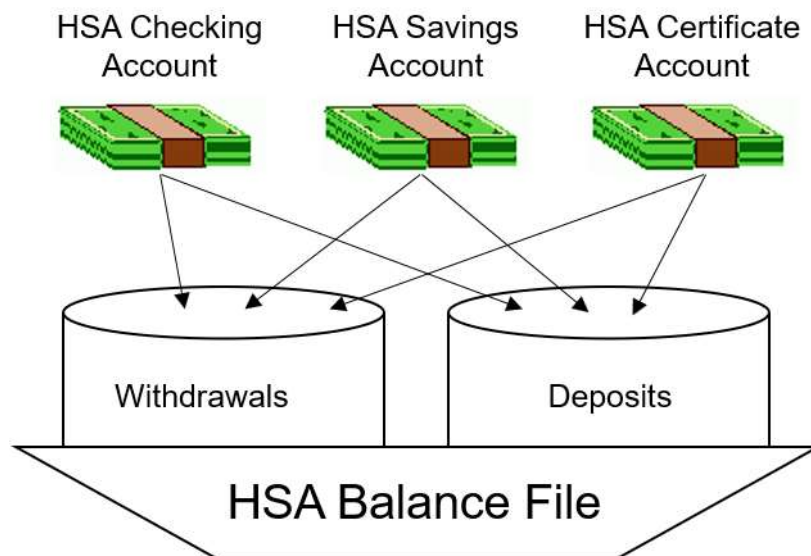 HSA Checking
Account
HSA Savings
Account
HSA Certificate
Account
Withdrawals
Deposits
HSA Balance File